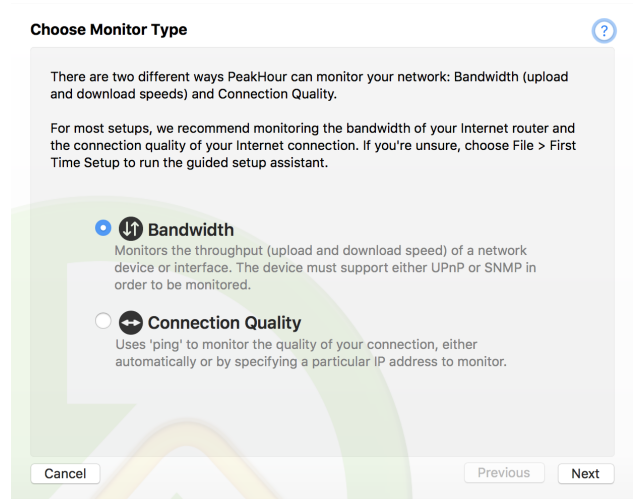 Choose Monitor Type
?
There are two different ways PeakHour can monitor your network: Bandwidth (upload
and download speeds) and Connection Quality.
For most setups, we recommend monitoring the bandwidth of your Internet router and
the connection quality of your Internet connection. If you're unsure, choose File > First
Time Setup to run the guided setup assistant.
Bandwidth
Monitors the throughput (upload and download speed) of a network
device or interface. The device must support either UPnP or SNMP in
order to be monitored.
Connection Quality
Uses 'ping' to monitor the quality of your connection, either
automatically or by specifying a particular IP address to monitor.
Cancel
Previous
Next